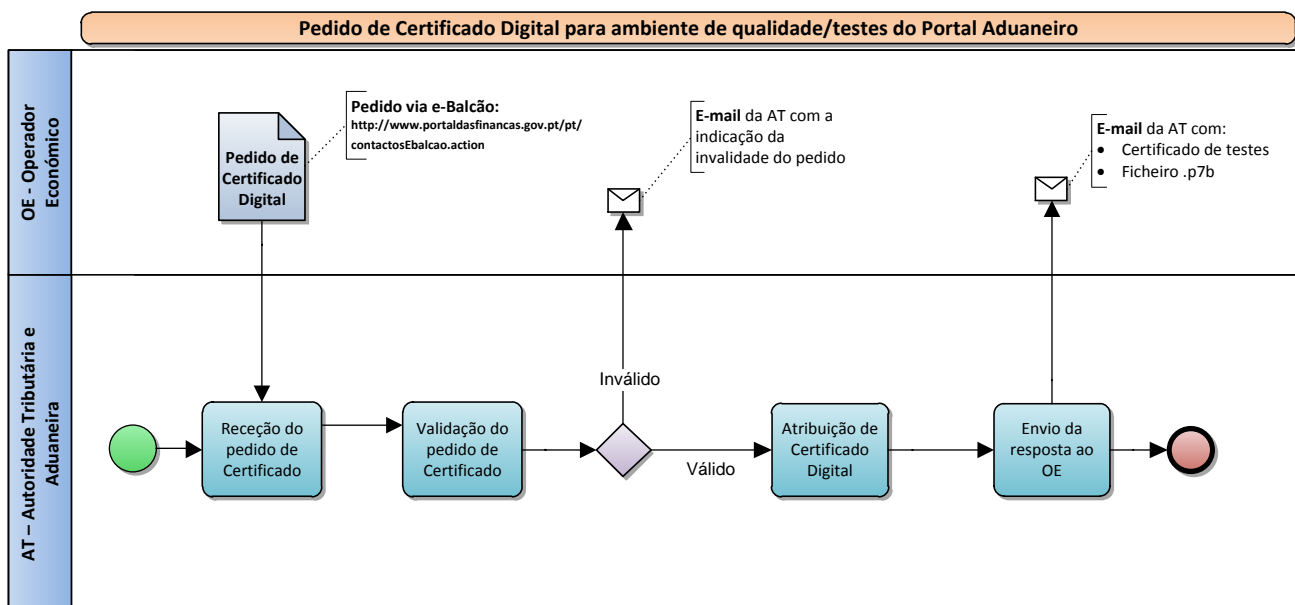 Pedido de Certificado Digital para ambiente de qualidade/testes do Portal Aduaneiro
OE - Operador
Económico
Pedido de
Certificado
Digital
Pedido via e-Balcão:
http://www.portaldasfinancas.gov.pt/pt/
contactosEbalcao.action
E-mail da AT com a
indicação da
invalidade do pedido
E-mail da AT com:
• Certificado de testes
• Ficheiro .p7b
AT – Autoridade Tributária e
Aduaneira
Receção do
pedido de
Certificado
Validação do
pedido de
Certificado
Inválido
Válido
Atribuição de
Certificado
Digital
Envio da
resposta ao
OE